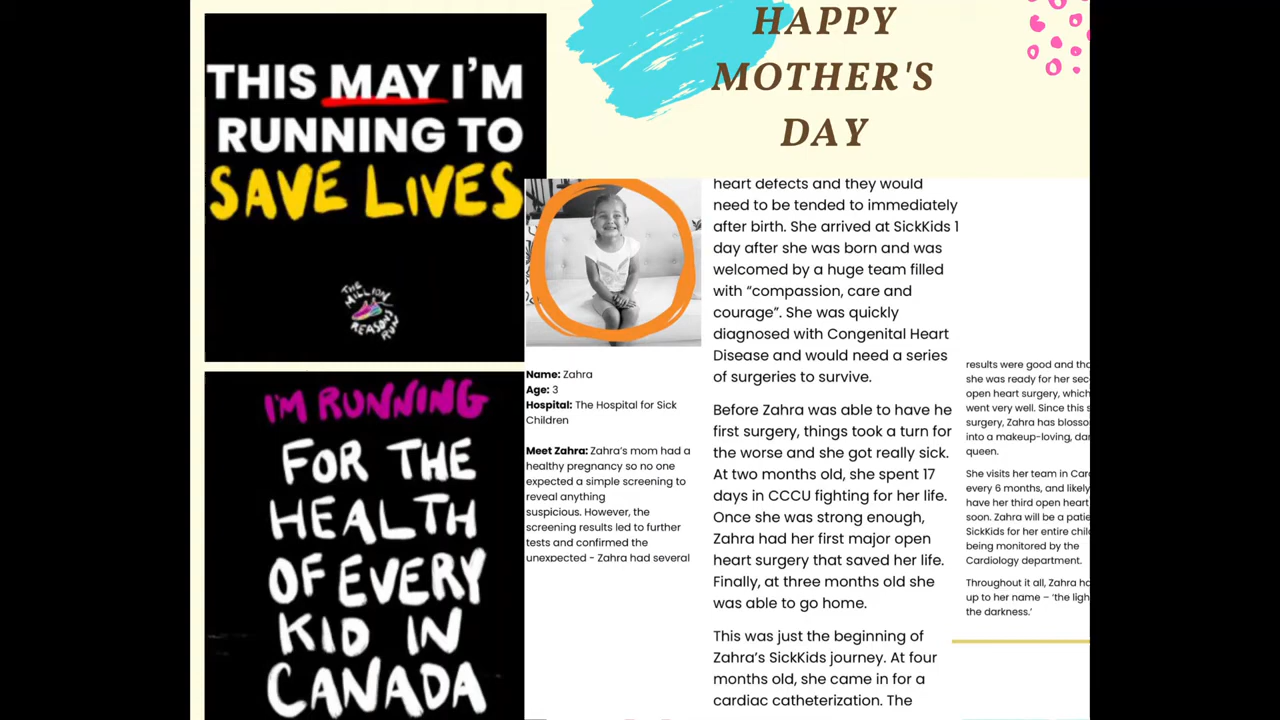 THIS MAY I'M
RUNNING TO
SAVE LIVES
THE
MILLION
REASONS
RUN
I'M RUNNING
FOR THE
HEALTH
OF EVERY
KID IN
CANADA
HAPPY
MOTHER'S
DAY
Name: Zahra
Age: 3
Hospital: The Hospital for Sick
Children
Meet Zahra: Zahra's mom had a
healthy pregnancy so no one
expected a simple screening to
reveal anything
suspicious. However, the
screening results led to further
tests and confirmed the
unexpected - Zahra had several
heart defects and they would
need to be tended to immediately
after birth. She arrived at SickKids 1
day after she was born and was
welcomed by a huge team filled
with “compassion, care and
courage”. She was quickly
diagnosed with Congenital Heart
Disease and would need a series
of surgeries to survive.
Before Zahra was able to have he
first surgery, things took a turn for
the worse and she got really sick.
At two months old, she spent 17
days in CCCU fighting for her life.
Once she was strong enough,
Zahra had her first major open
heart surgery that saved her life.
Finally, at three months old she
was able to go home.
This was just the beginning of
Zahra's SickKids journey. At four
months old, she came in for a
cardiac catheterization. The
results were good and tha
she was ready for her sec
open heart surgery, which
went very well. Since this s
surgery, Zahra has blosso
into a makeup-loving, dan
queen.
She visits her team in Car
every 6 months, and likely
have her third open heart
soon. Zahra will be a patie
SickKids for her entire chil
being monitored by the
Cardiology department.
Throughout it all, Zahra ha
up to her name – ‘the ligh
the darkness.’